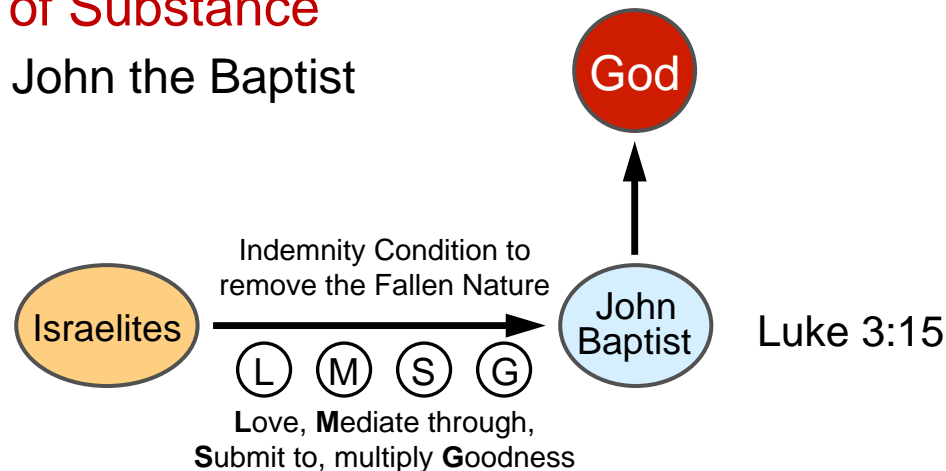 of Substance
John the Baptist
God
Indemnity Condition to
remove the Fallen Nature
Israelites
John
Baptist
Luke 3:15
L M S G
Love, Mediate through,
Submit to, multiply Goodness